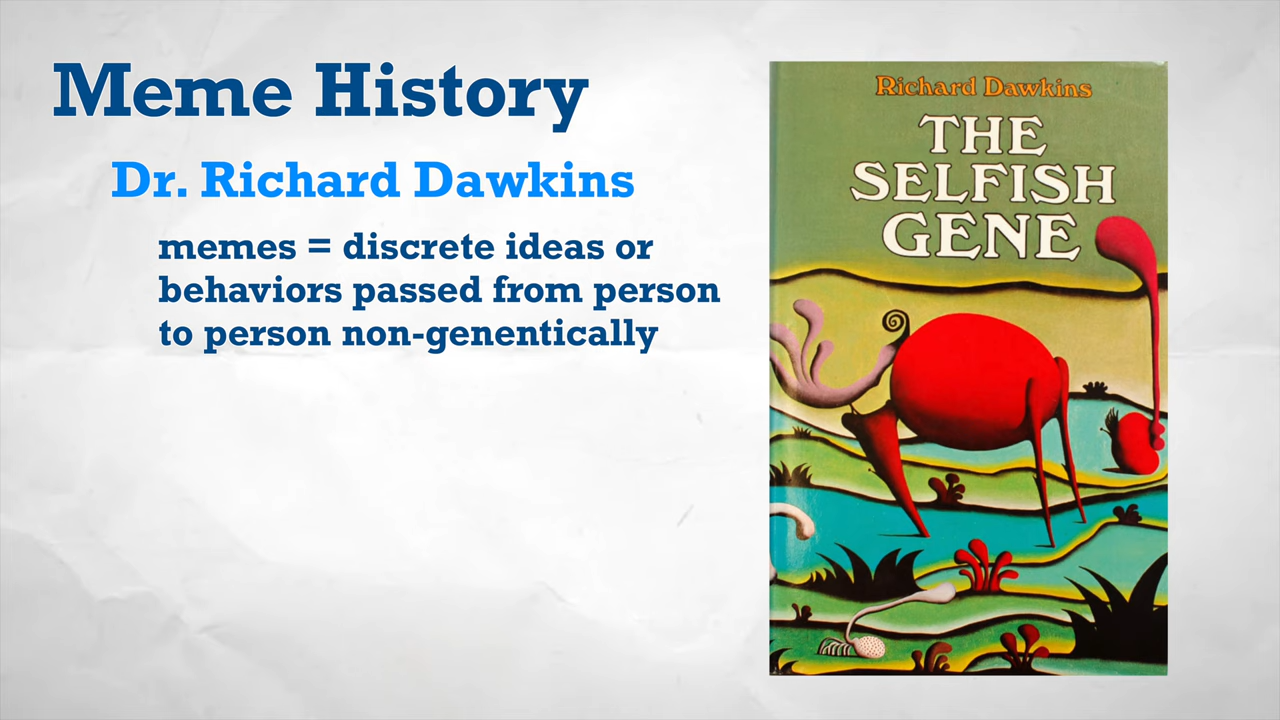 Meme History
Dr. Richard Dawkins
memes = discrete ideas or
behaviors passed from person
to person non-genentically
Richard Dawkins
THE
SELFISH
GENE